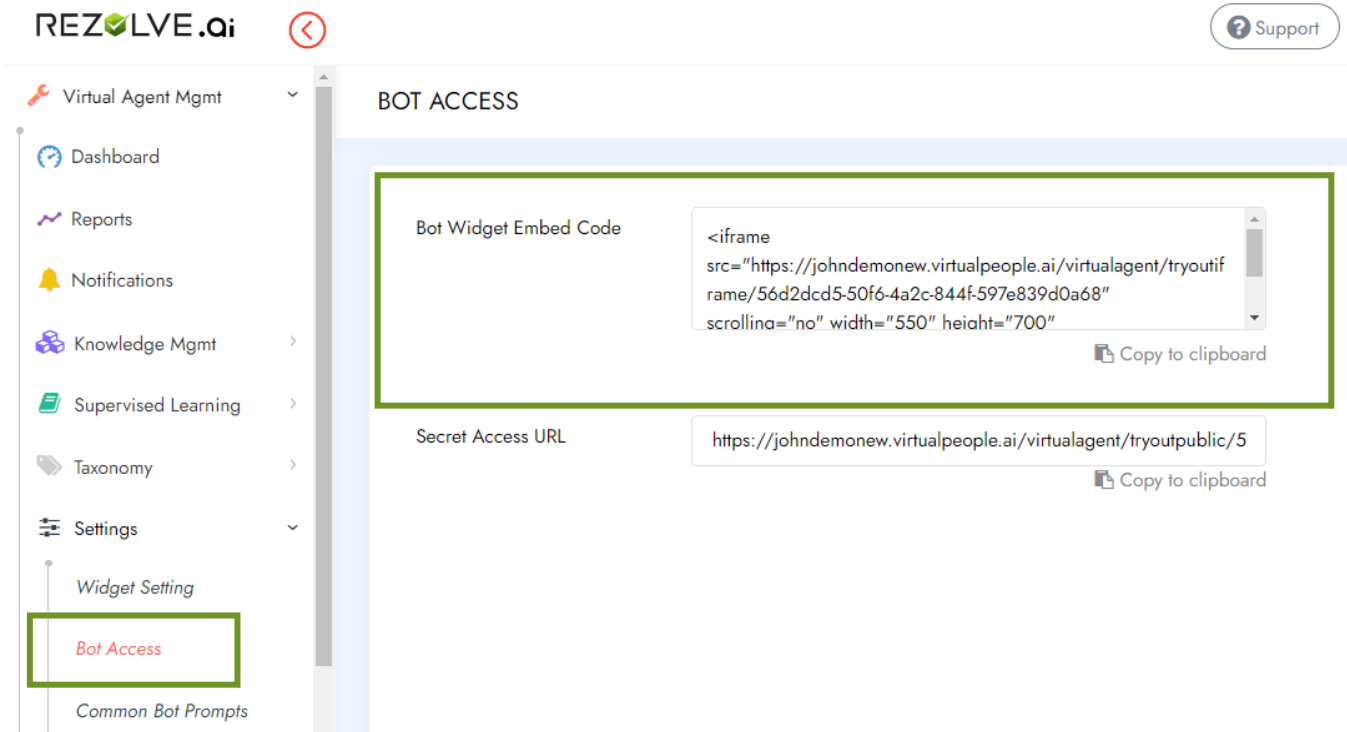 REZOLVE.ai
Support
Virtual Agent Mgmt
Dashboard
Reports
Notifications
Knowledge Mgmt
Supervised Learning
Taxonomy
Settings
Widget Setting
Bot Access
Common Bot Prompts
BOT ACCESS
Bot Widget Embed Code
<iframe
src="https://johndemonew.virtualpeople.ai/virtualagent/tryoutif
rame/56d2dcd5-50f6-4a2c-844f-597e839d0a68"
scrolling="no" width="550" height="700"
Copy to clipboard
Secret Access URL
https://johndemonew.virtualpeople.ai/virtualagent/tryoutpublic/5
Copy to clipboard